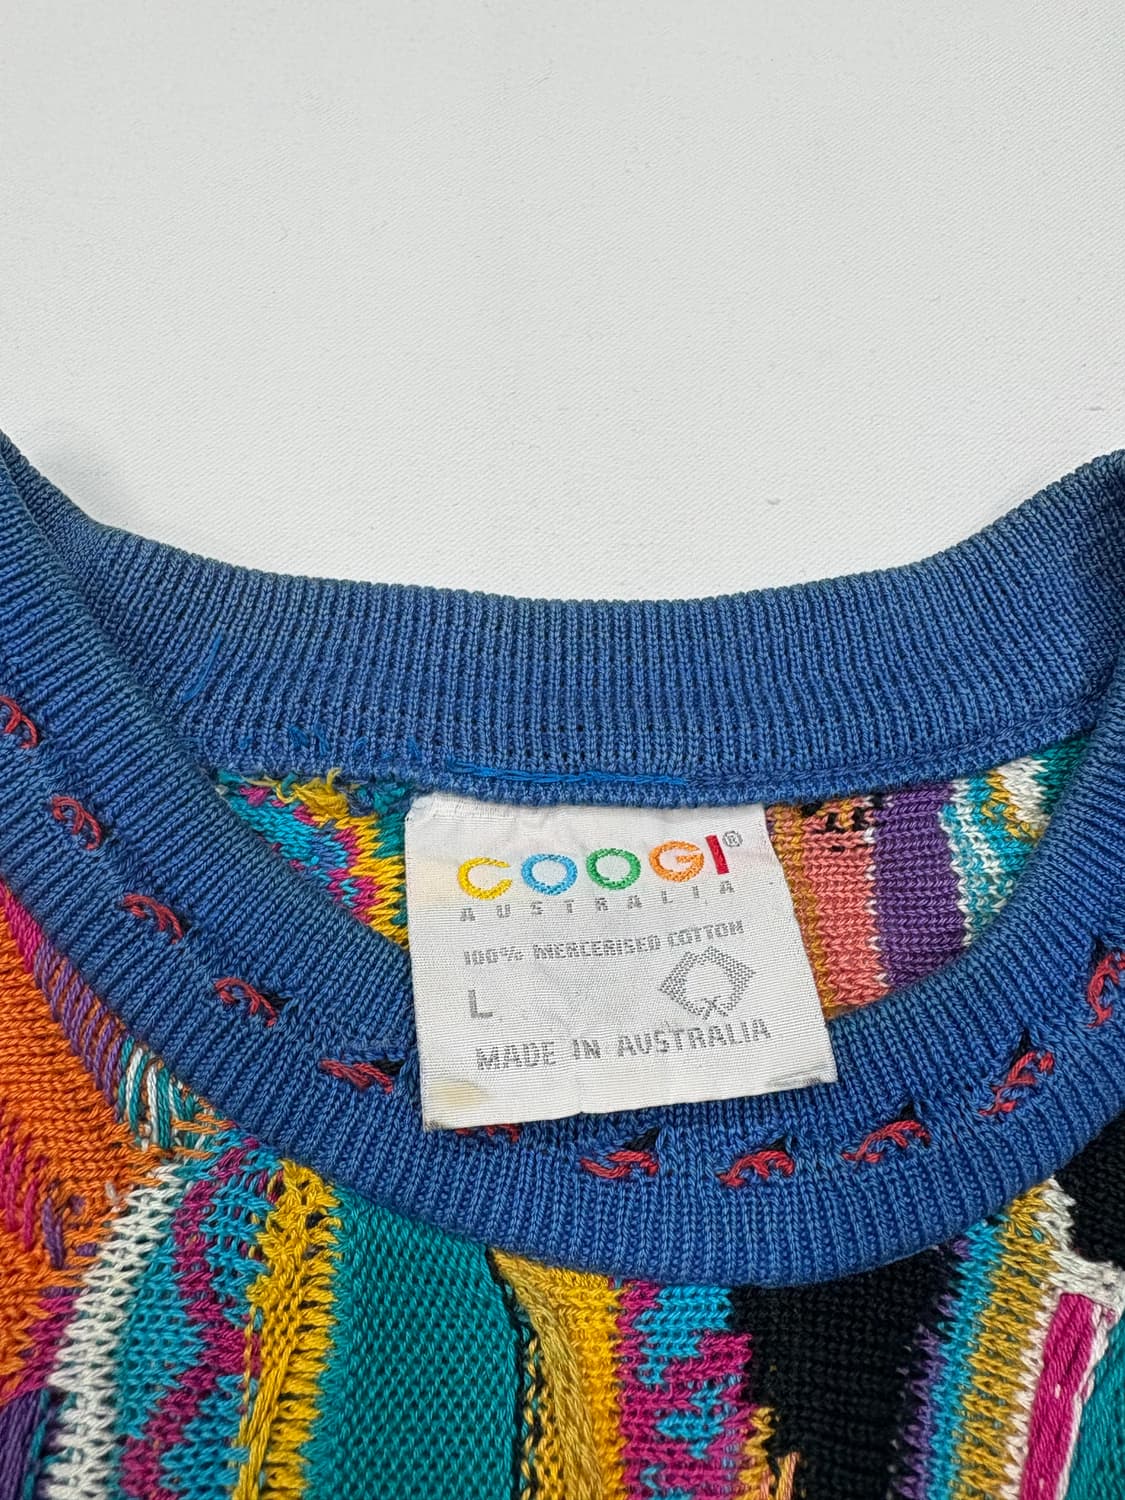 COOGI®
AUSTRALIA
100% MERCERISED COTTON
L
MADE IN AUSTRALIA